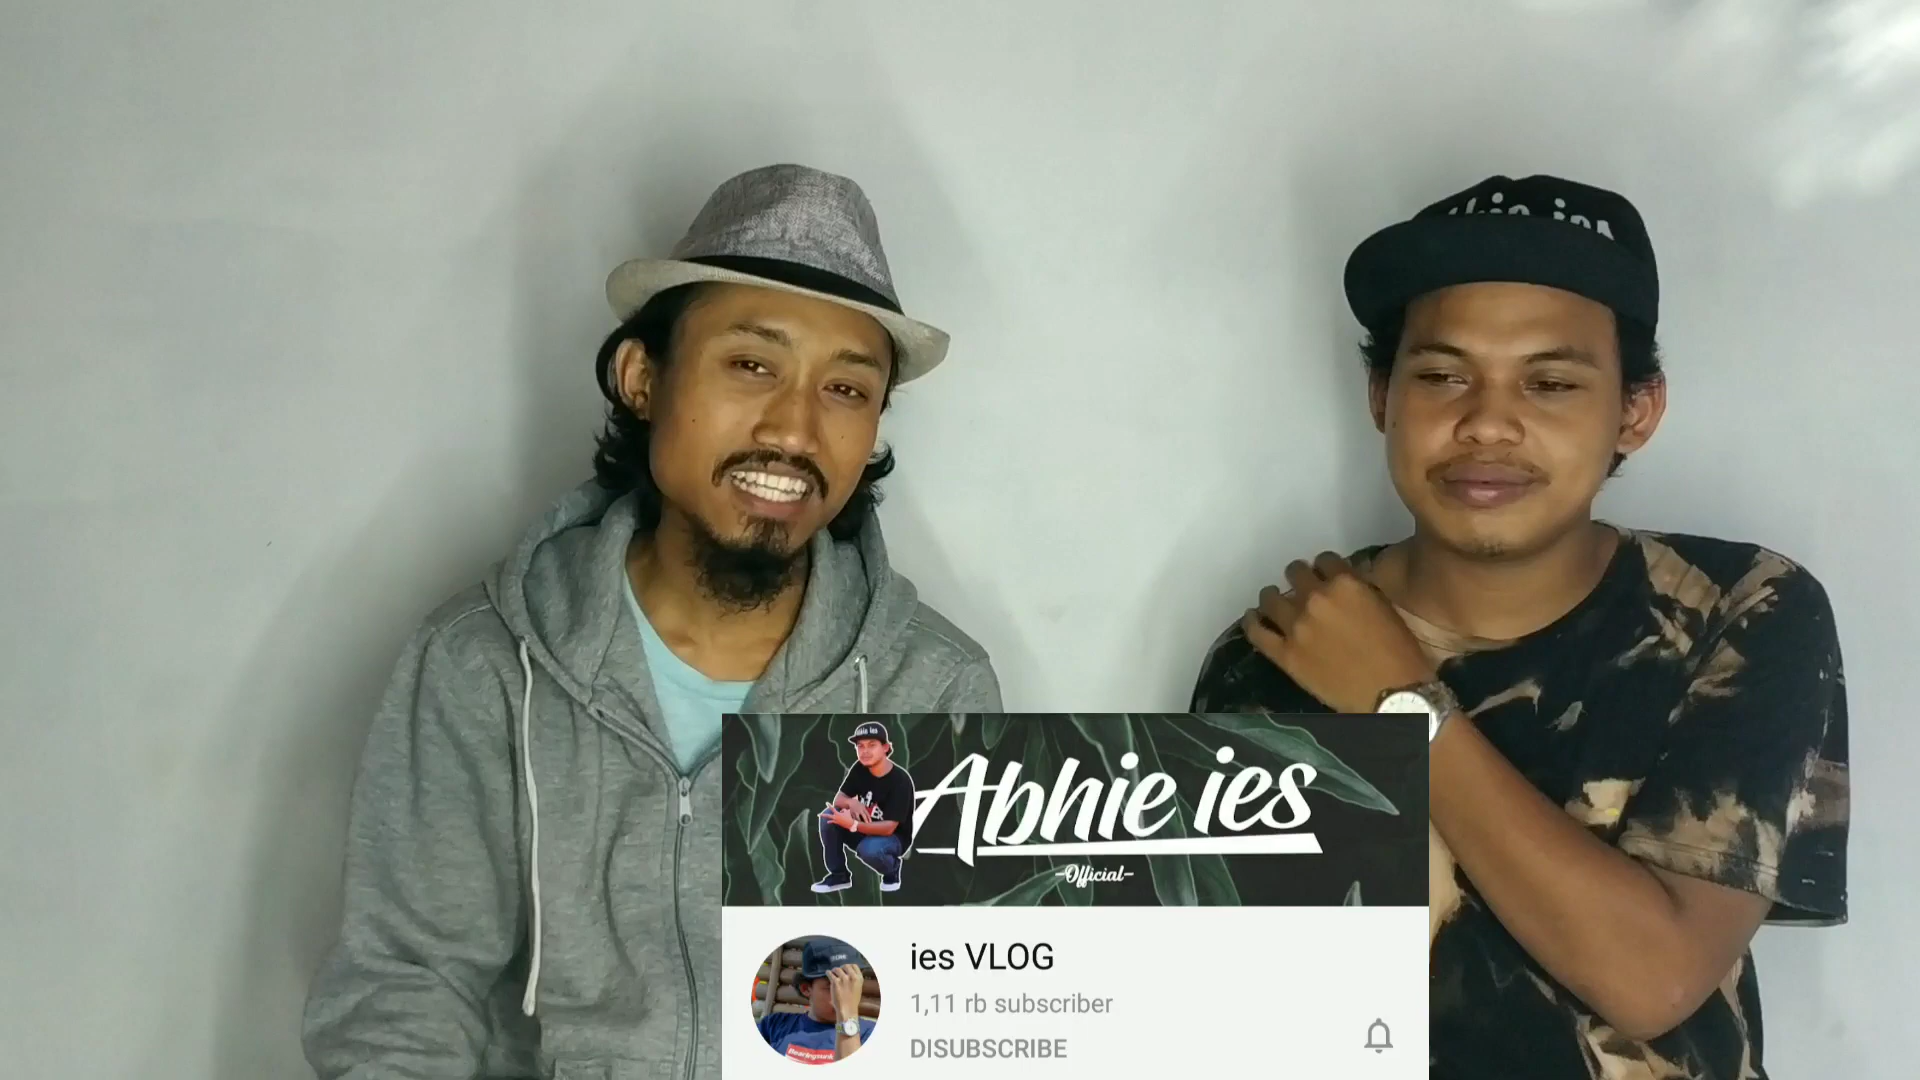 Abhie ies
-Official-
ies VLOG
1,11 rb subscriber
DISUBSCRIBE